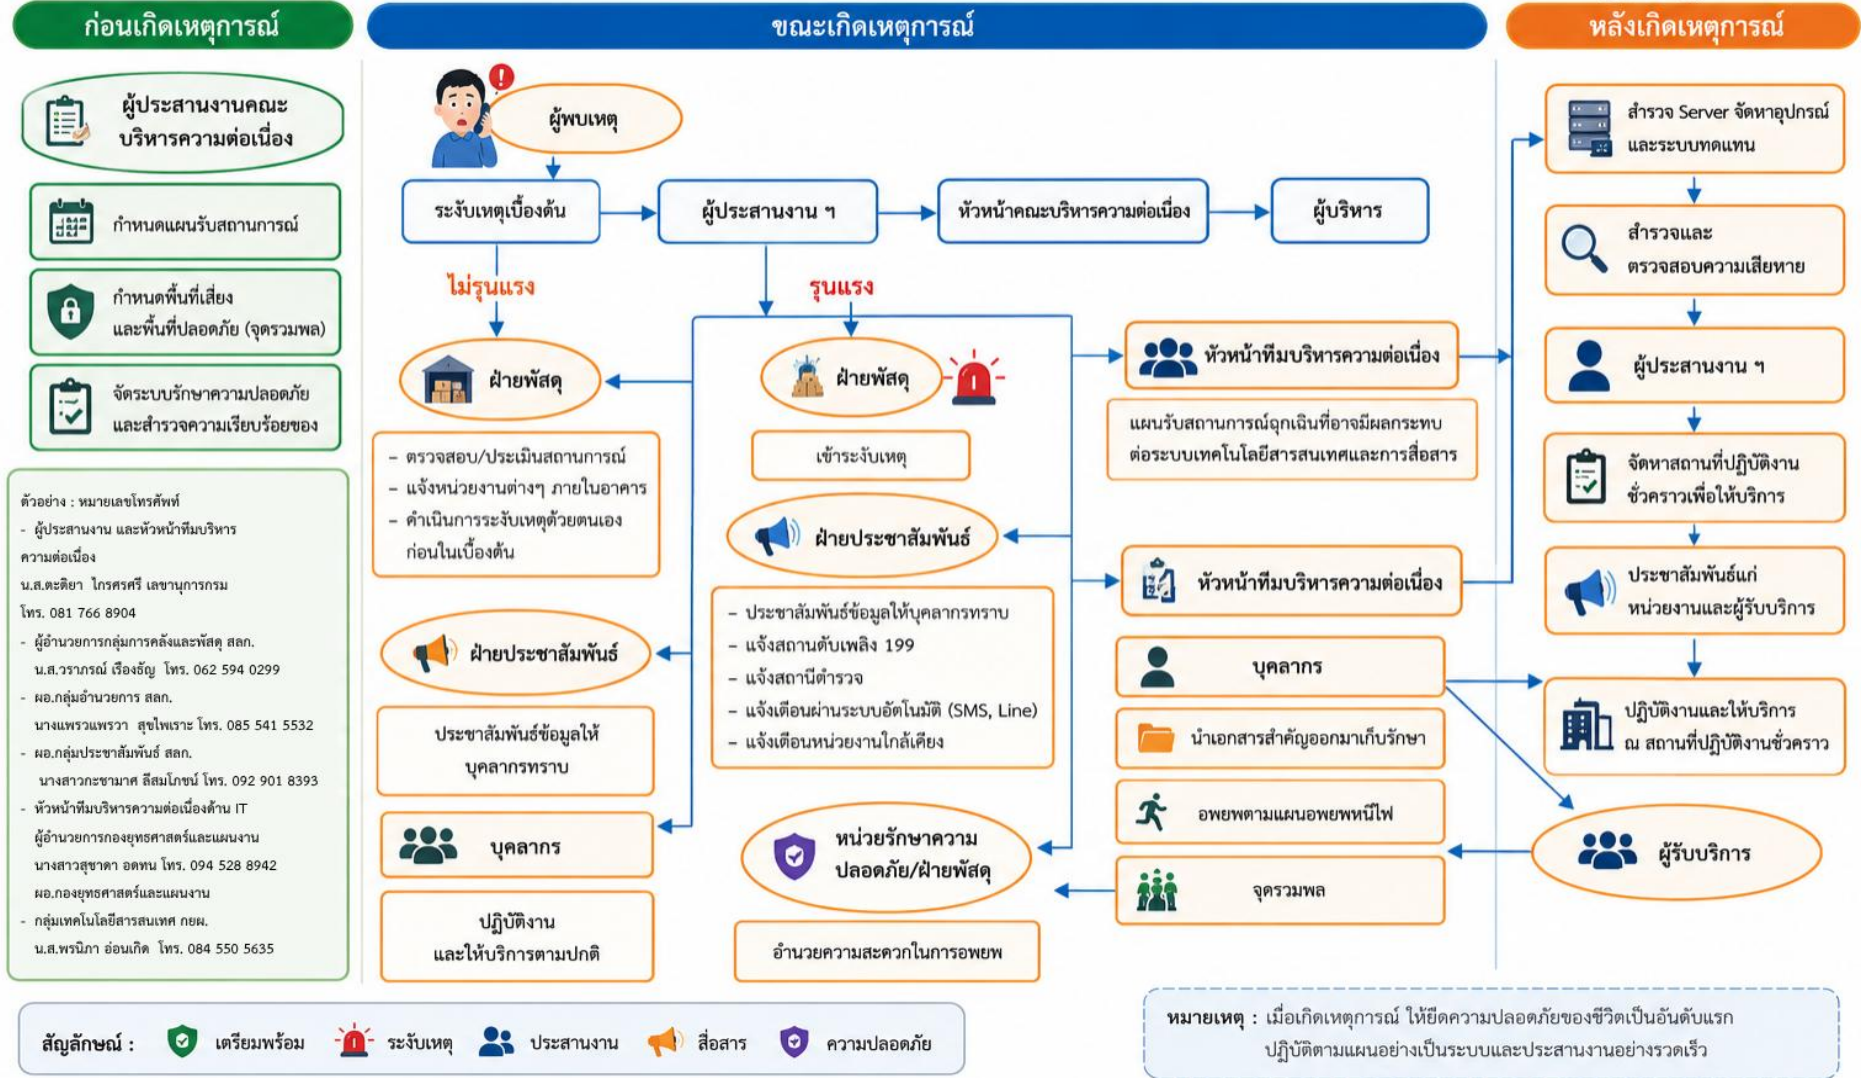 ก่อนเกิดเหตุการณ์
ผู้ประสานงานคณะ
บริหารความต่อเนื่อง
กำหนดแผนรับสถานการณ์
กำหนดพื้นที่เสี่ยง
และพื้นที่ปลอดภัย (จุดรวมพล)
จัดระบบรักษาความปลอดภัย
และสำรวจความเรียบร้อยของ
ตัวอย่าง : หมายเลขโทรศัพท์
- ผู้ประสานงาน และหัวหน้าทีมบริหาร
ความต่อเนื่อง
น.ส.ตะติยา ไกรศรศรี เลขานุการกรม
โทร. 081 766 8904
- ผู้อำนวยการกลุ่มการคลังและพัสดุ สลก.
น.ส.วราภรณ์ เรืองธัญ โทร. 062 594 0299
- ผอ.กลุ่มอำนวยการ สลก.
นางแพรวแพรวา สุขไพเราะ โทร. 085 541 5532
- ผอ.กลุ่มประชาสัมพันธ์ สลก.
นางสาวกะชามาศ ลีสมโภชน์ โทร. 092 901 8393
- หัวหน้าทีมบริหารความต่อเนื่องด้าน IT
ผู้อำนวยการกองยุทธศาสตร์และแผนงาน
นางสาวสุชาดา อดทน โทร. 094 528 8942
ผอ.กองยุทธศาสตร์และแผนงาน
- กลุ่มเทคโนโลยีสารสนเทศ กยผ.
น.ส.พรนิภา อ่อนเกิด โทร. 084 550 5635
ขณะเกิดเหตุการณ์
ผู้พบเหตุ
ระงับเหตุเบื้องต้น
ผู้ประสานงาน ฯ
หัวหน้าคณะบริหารความต่อเนื่อง
ผู้บริหาร
ไม่รุนแรง
รุนแรง
ฝ่ายพัสดุ
- ตรวจสอบ/ประเมินสถานการณ์
- แจ้งหน่วยงานต่างๆ ภายในอาคาร
- ดำเนินการระงับเหตุด้วยตนเอง
ก่อนในเบื้องต้น
ฝ่ายประชาสัมพันธ์
ประชาสัมพันธ์ข้อมูลให้
บุคลากรทราบ
บุคลากร
ปฏิบัติงาน
และให้บริการตามปกติ
ฝ่ายพัสดุ
เข้าระงับเหตุ
ฝ่ายประชาสัมพันธ์
- ประชาสัมพันธ์ข้อมูลให้บุคลากรทราบ
- แจ้งสถานดับเพลิง 199
- แจ้งสถานีตำรวจ
- แจ้งเตือนผ่านระบบอัตโนมัติ (SMS, Line)
- แจ้งเตือนหน่วยงานใกล้เคียง
หน่วยรักษาความ
ปลอดภัย/ฝ่ายพัสดุ
อำนวยความสะดวกในการอพยพ
หัวหน้าทีมบริหารความต่อเนื่อง
แผนรับสถานการณ์ฉุกเฉินที่อาจมีผลกระทบ
ต่อระบบเทคโนโลยีสารสนเทศและการสื่อสาร
หัวหน้าทีมบริหารความต่อเนื่อง
บุคลากร
นำเอกสารสำคัญออกมาเก็บรักษา
อพยพตามแผนอพยพหนีไฟ
จุดรวมพล
หลังเกิดเหตุการณ์
สำรวจ Server จัดหาอุปกรณ์
และระบบทดแทน
สำรวจและ
ตรวจสอบความเสียหาย
ผู้ประสานงาน ฯ
จัดหาสถานที่ปฏิบัติงาน
ชั่วคราวเพื่อให้บริการ
ประชาสัมพันธ์แก่
หน่วยงานและผู้รับบริการ
ปฏิบัติงานและให้บริการ
ณ สถานที่ปฏิบัติงานชั่วคราว
ผู้รับบริการ
สัญลักษณ์ : เตรียมพร้อม ระงับเหตุ ประสานงาน สื่อสาร ความปลอดภัย
หมายเหตุ : เมื่อเกิดเหตุการณ์ ให้ยึดความปลอดภัยของชีวิตเป็นอันดับแรก
ปฏิบัติตามแผนอย่างเป็นระบบและประสานงานอย่างรวดเร็ว